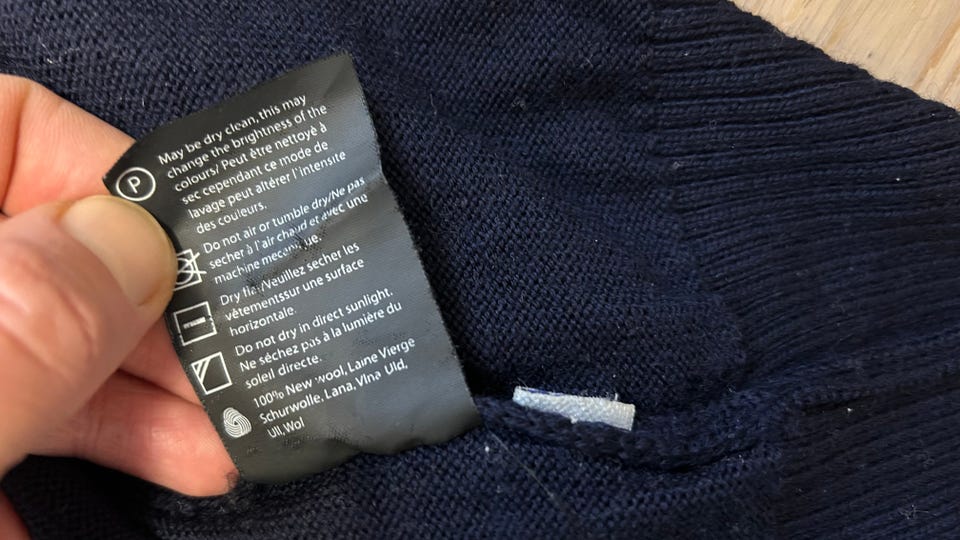 P
May be dry clean, this may
change the brightness of the
colours/ Peut être nettoyè à
sec cependant ce mode de
lavage peut altérer l'intensite
des couleurs.
Do not air or tumble dry/Ne pas
secher à l'air chaud et avec une
machine mecanique.
Dry flat/Veuillez secher les
vêtementssur une surface
horizontale.
Do not dry in direct sunlight.
Ne séchez pas à la lumière du
soleil directe.
100% New wool, Laine Vierge
Schurwolle, Lana, Vlna Uld,
Ull, Wol